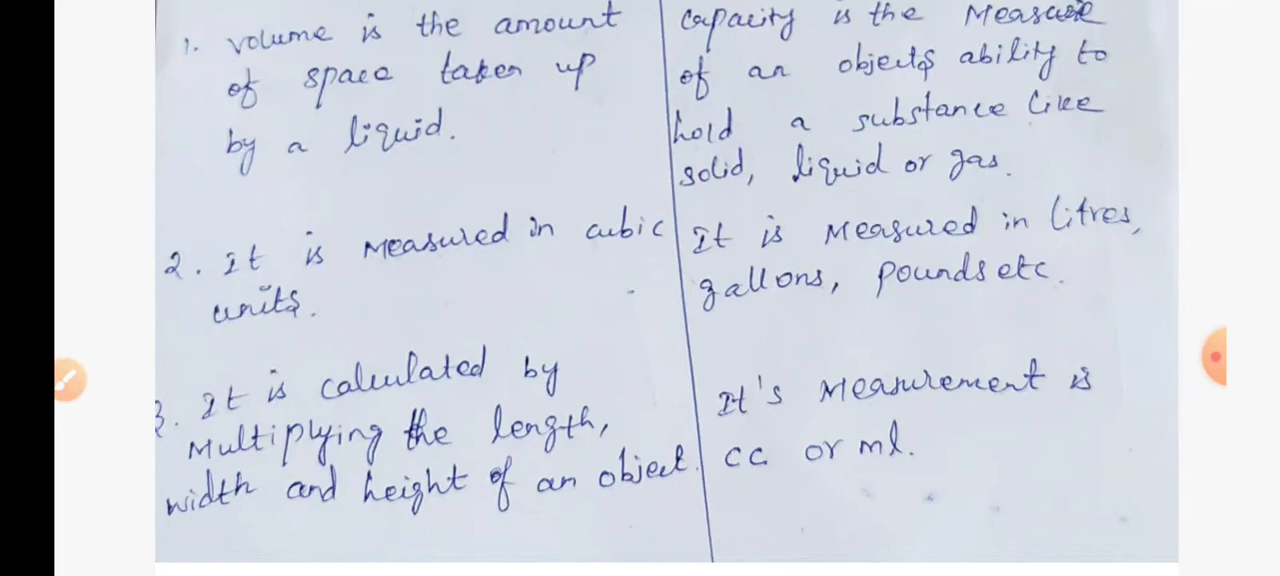 1. volume is the amount
of space taken up
by a liquid.
2. It is Measured in cubic
units.
3. It is calculated by
Multiplying the length,
width and height of an object.
capacity is the Measure
of an objects ability to
hold a substance like
solid, liquid or gas.
It is Measured in litres,
gallons, pounds etc.
It's Measurement is
cc or ml.